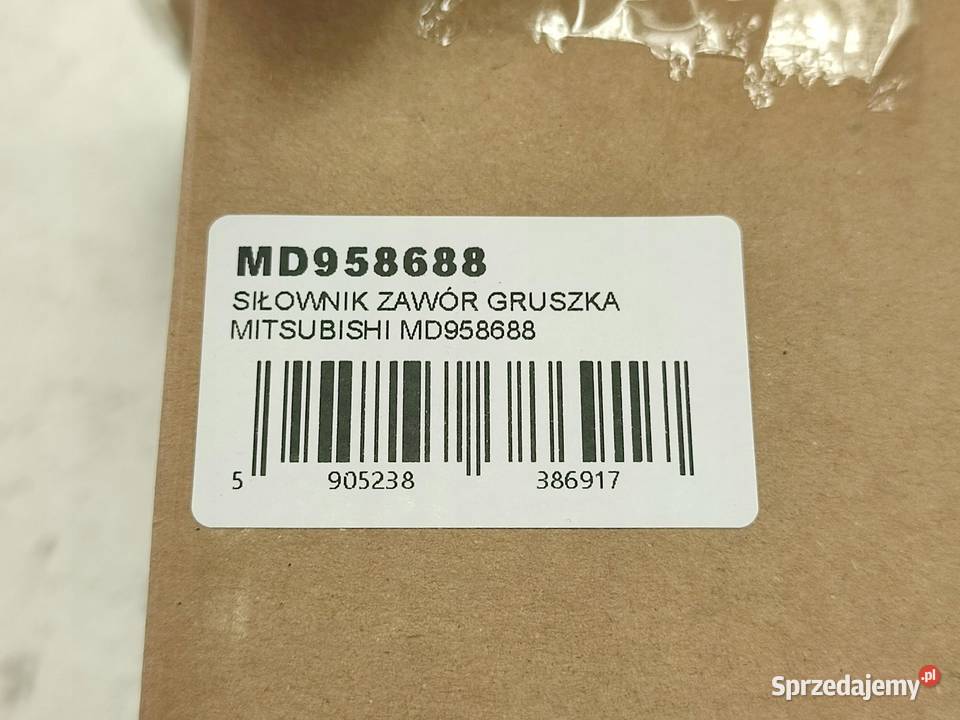 MD958688
SIŁOWNIK ZAWÓR GRUSZKA
MITSUBISHI MD958688
5 905238 386917
Sprzedajemy.pl